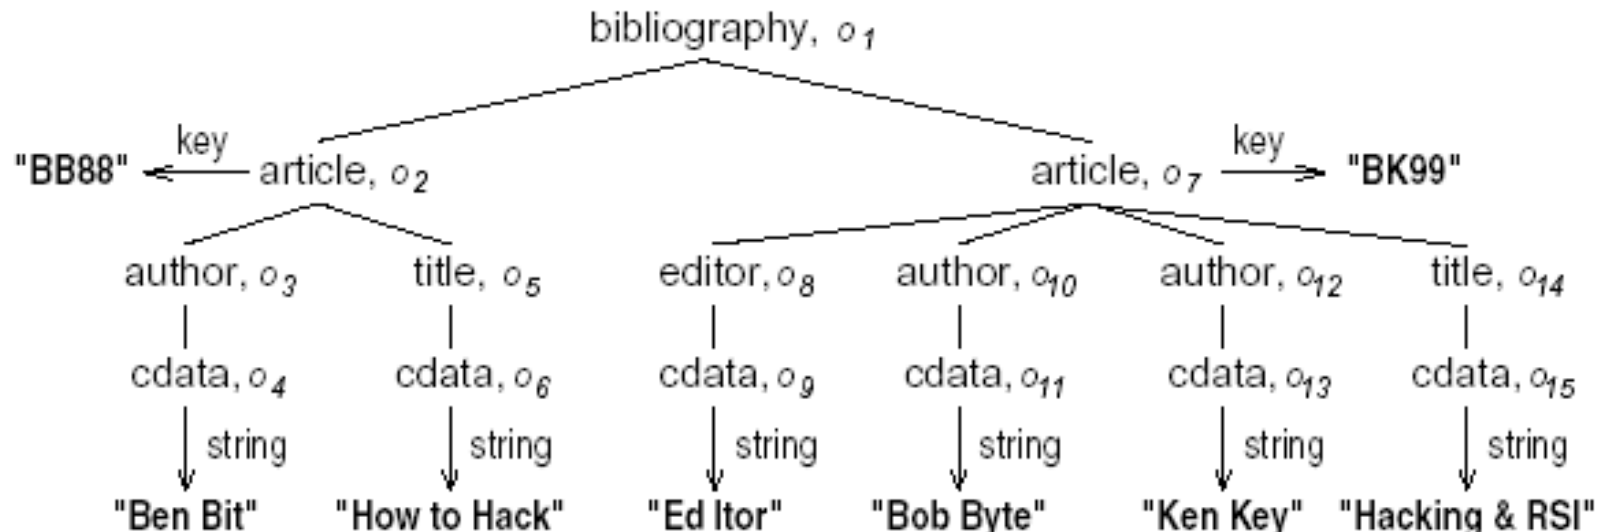 bibliography, o1
key key
"BB88" article, o2 article, o7 "BK99"
author, o3 title, o5 editor, o8 author, o10 author, o12 title, o14
cdata, o4 cdata, o6 cdata, o9 cdata, o11 cdata, o13 cdata, o15
string string string string string string
"Ben Bit" "How to Hack" "Ed Itor" "Bob Byte" "Ken Key" "Hacking & RSI"